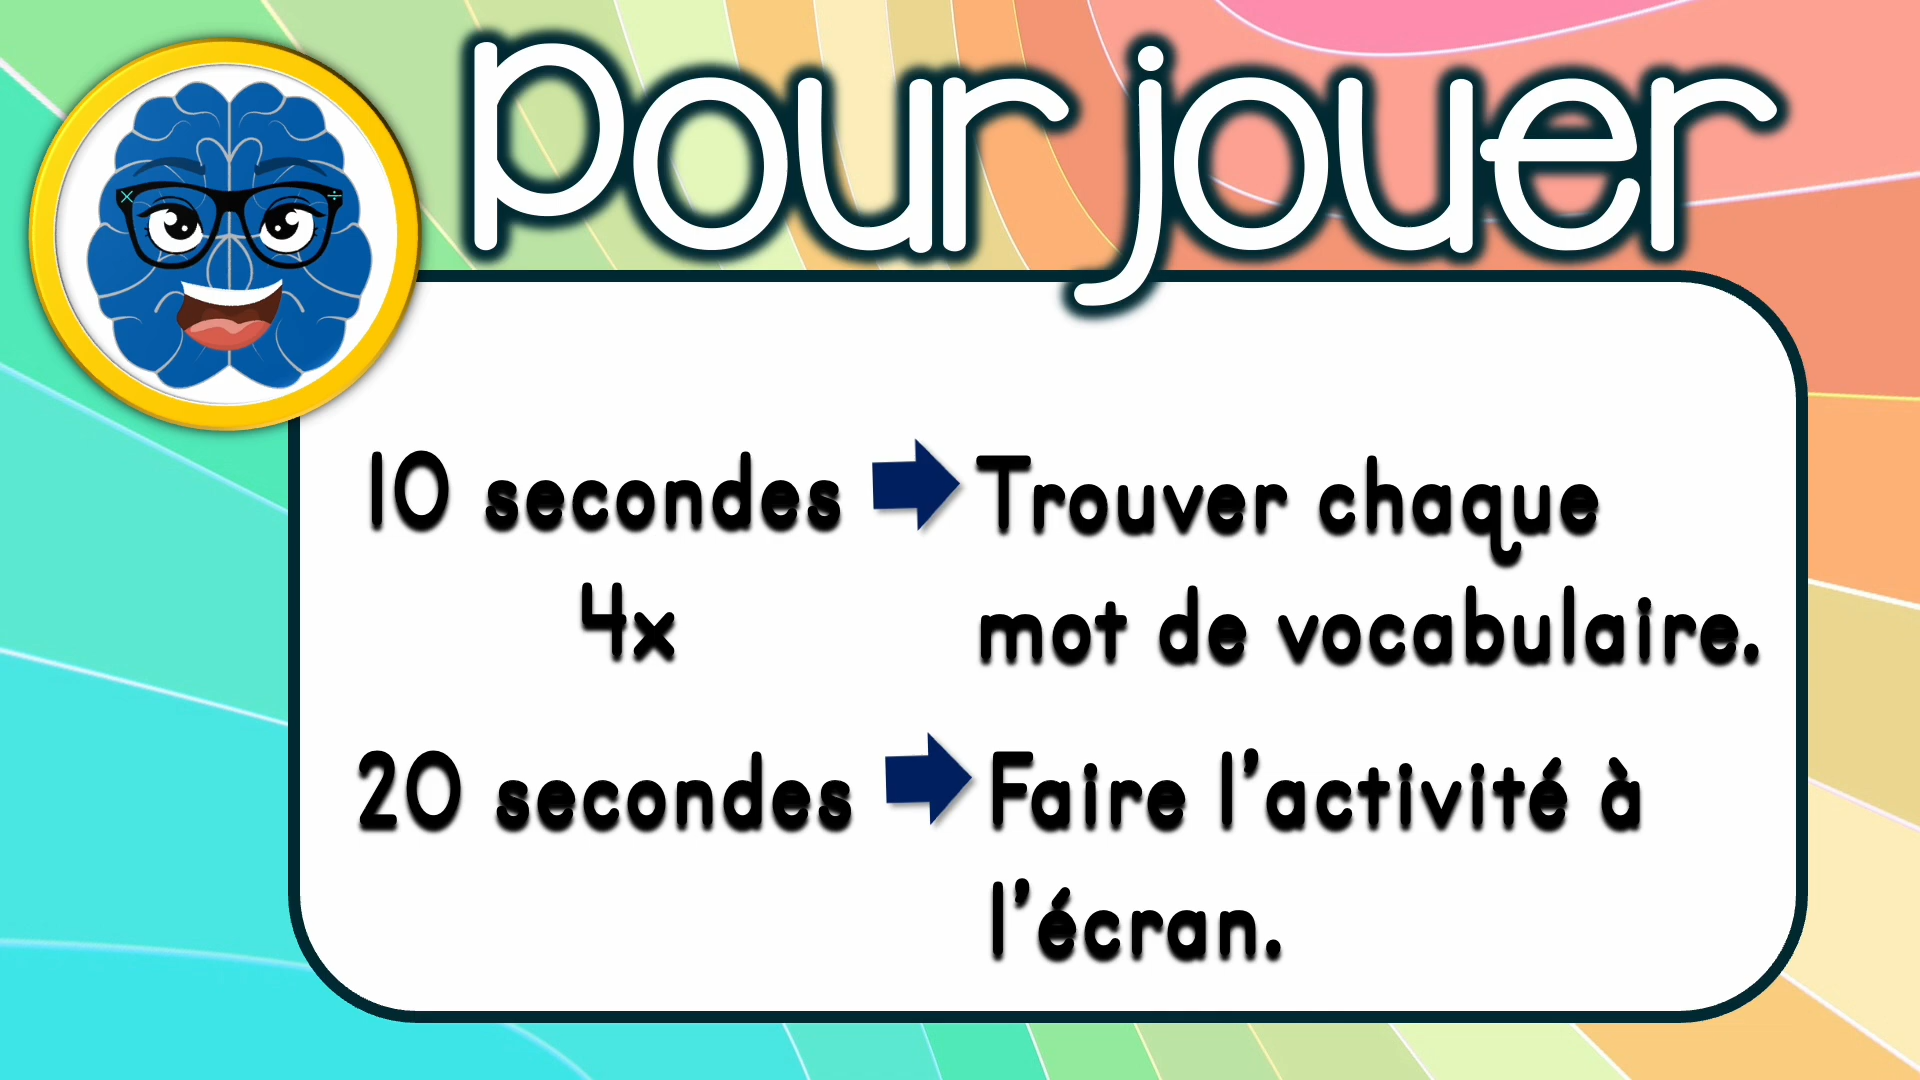 Pour jouer
10 secondes Trouver chaque
4x mot de vocabulaire.
20 secondes Faire l'activité à
l'écran.